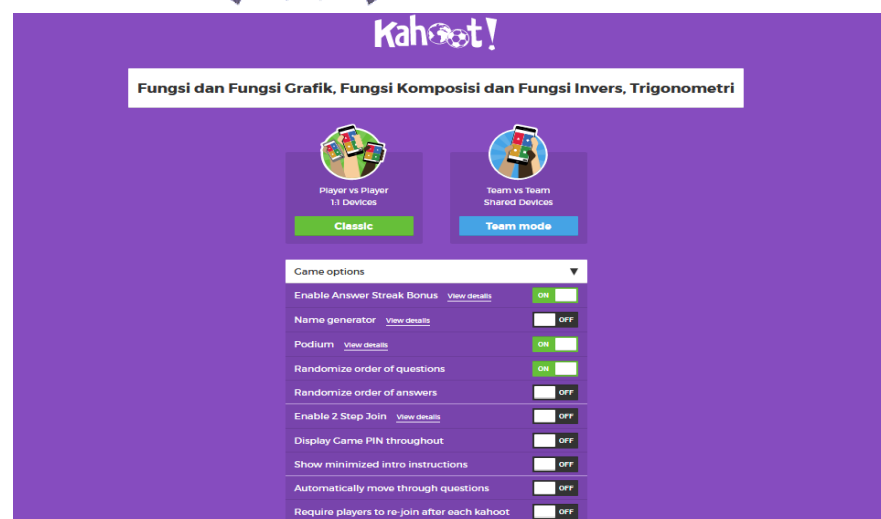 Kahoot!
Fungsi dan Fungsi Grafik, Fungsi Komposisi dan Fungsi Invers, Trigonometri
Player vs Player
1:1 Devices
Classic
Team vs Team
Shared Devices
Team mode
Game options ▼
Enable Answer Streak Bonus View details ON
Name generator View details OFF
Podium View details ON
Randomize order of questions ON
Randomize order of answers OFF
Enable 2 Step Join View details OFF
Display Game PIN throughout OFF
Show minimized intro instructions OFF
Automatically move through questions OFF
Require players to re-join after each kahoot OFF